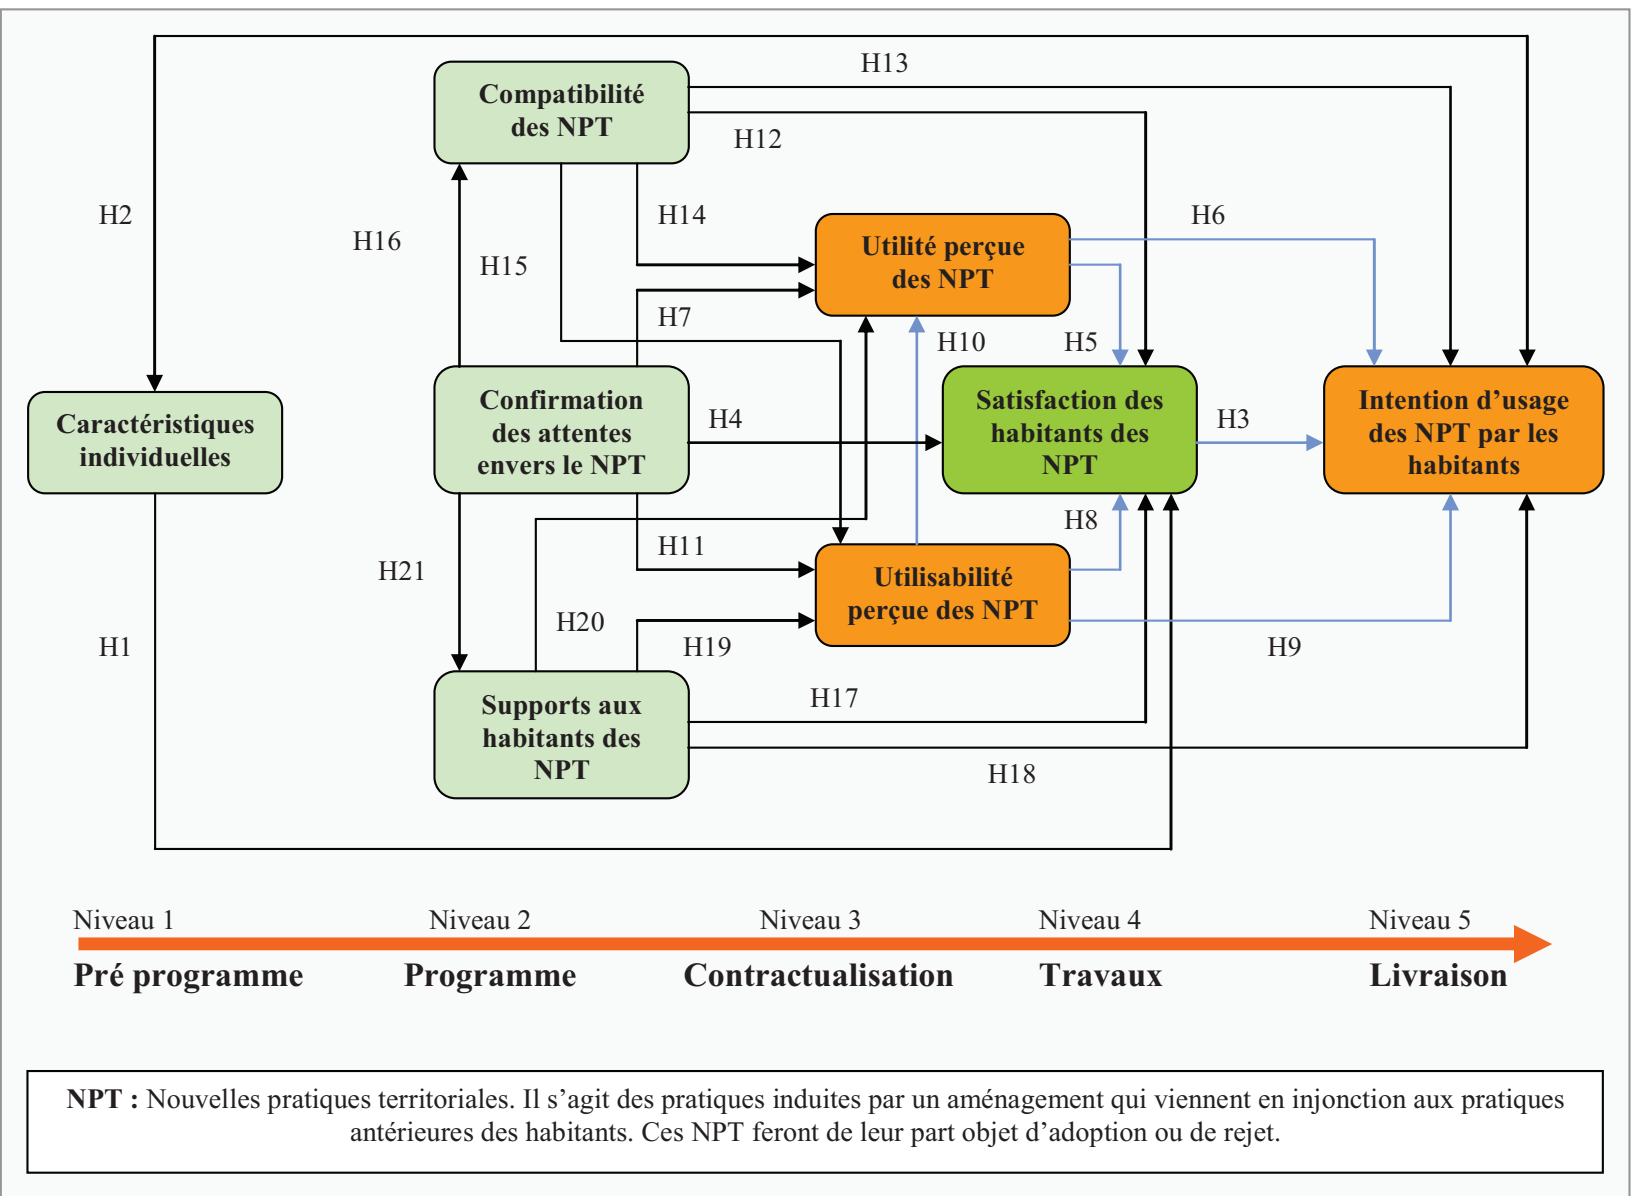 H13
Compatibilité
des NPT
H12
H2
H14
H6
H16
Utilité perçue
des NPT
H15
H7
H10
H5
Caractéristiques
individuelles
Confirmation
des attentes
envers le NPT
H4
Satisfaction des
habitants des
NPT
H3
Intention d’usage
des NPT par les
habitants
H8
H11
H21
Utilisabilité
perçue des NPT
H20
H1
H19
H9
Supports aux
habitants des
NPT
H17
H18
Niveau 1
Niveau 2
Niveau 3
Niveau 4
Niveau 5
Pré programme
Programme
Contractualisation
Travaux
Livraison
NPT : Nouvelles pratiques territoriales. Il s’agit des pratiques induites par un aménagement qui viennent en injonction aux pratiques
antérieures des habitants. Ces NPT feront de leur part objet d’adoption ou de rejet.